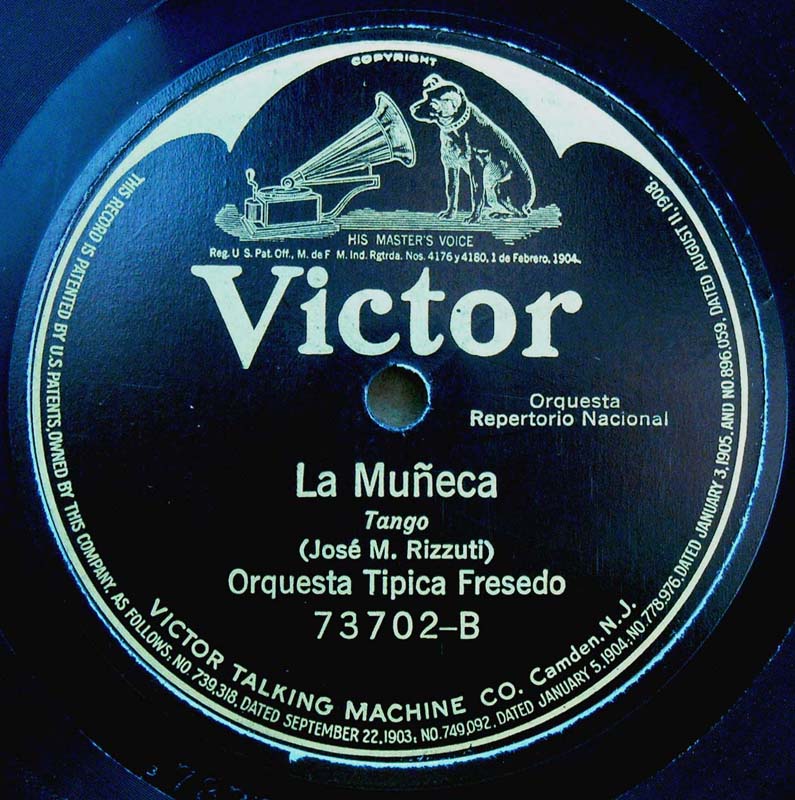 COPYRIGHT
HIS MASTER'S VOICE
Reg. U S. Pat. Off., M. de F M. Ind. Rgtrda. Nos. 4176 y 4180, 1 de Febrero, 1904.
Victor
Orquesta
Repertorio Nacional
La Muñeca
Tango
(José M. Rizzuti)
Orquesta Tipica Fresedo
73702-B
VICTOR TALKING MACHINE CO. Camden, N.J.
THIS RECORD IS PATENTED BY U.S. PATENTS, OWNED BY THIS COMPANY, AS FOLLOWS: NO. 739,318, DATED SEPTEMBER 22, 1903; NO. 749,092, DATED JANUARY 5, 1904; NO. 778,976, DATED JANUARY 3, 1905, AND NO. 896,059, DATED AUGUST 11, 1908.